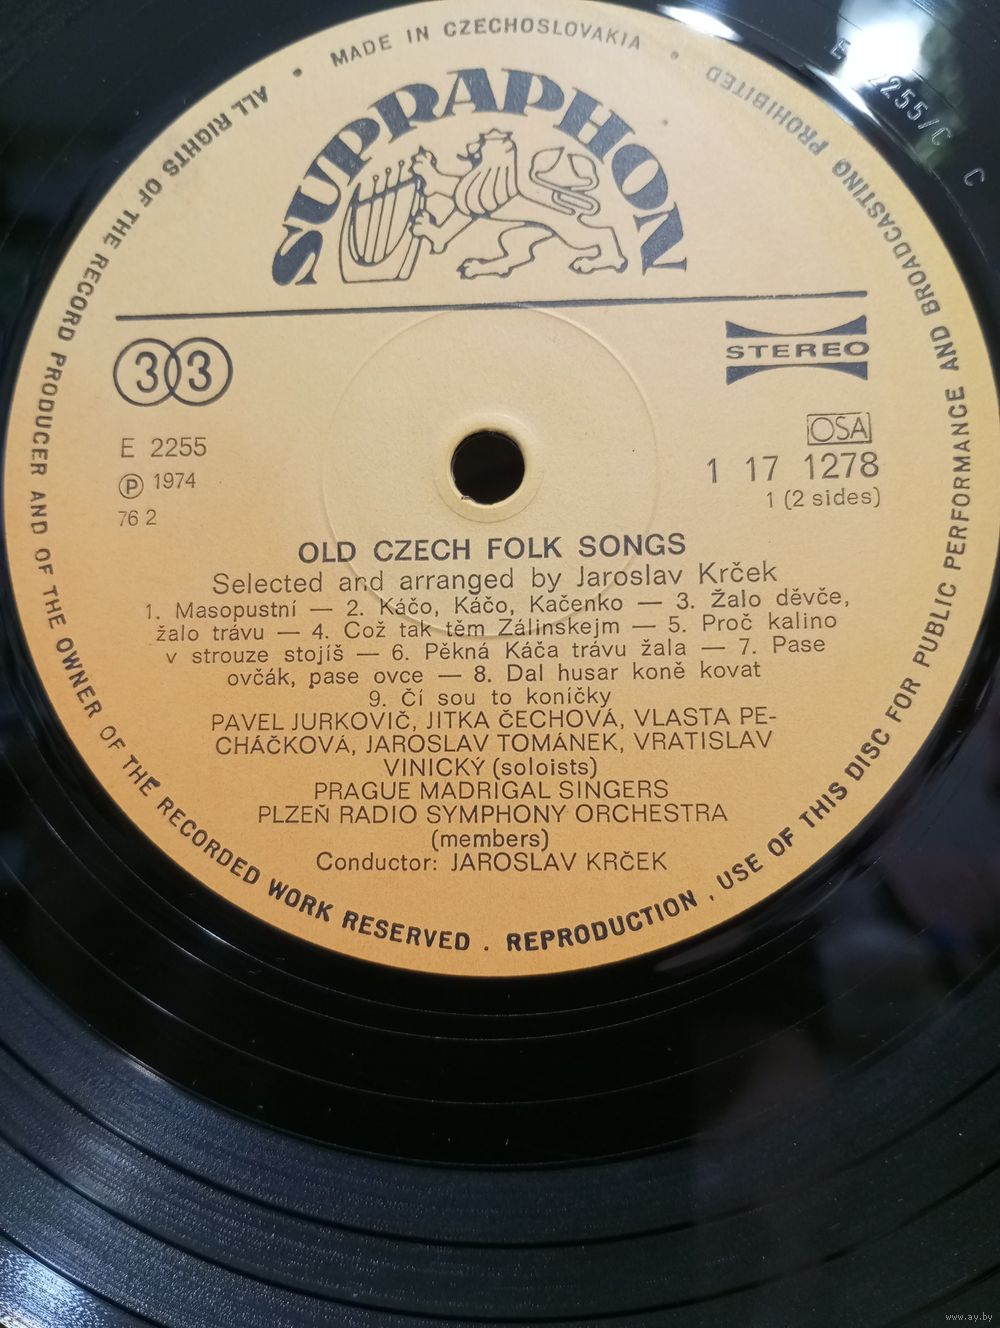 MADE IN CZECHOSLOVAKIA
SUPRAPHON
33
STEREO
E 2255
Ⓟ 1974
76 2
OSA
1 17 1278
1 (2 sides)
OLD CZECH FOLK SONGS
Selected and arranged by Jaroslav Krček
1. Masopustní — 2. Káčo, Káčo, Kačenko — 3. Žalo děvče,
žalo trávu — 4. Což tak těm Zálinskejm — 5. Proč kalino
v strouze stojíš — 6. Pěkná Káča trávu žala — 7. Pase
ovčák, pase ovce — 8. Dal husar koně kovat
9. Čí sou to koníčky
PAVEL JURKOVIČ, JITKA ČECHOVÁ, VLASTA PE-
CHÁČKOVÁ, JAROSLAV TOMÁNEK, VRATISLAV
VINICKÝ (soloists)
PRAGUE MADRIGAL SINGERS
PLZEŇ RADIO SYMPHONY ORCHESTRA
(members)
Conductor: JAROSLAV KRČEK
ALL RIGHTS OF THE RECORD PRODUCER AND OF THE OWNER OF THE RECORDED WORK RESERVED . REPRODUCTION . USE OF THIS DISC FOR PUBLIC PERFORMANCE AND BROADCASTING PROHIBITED
www.ay.by